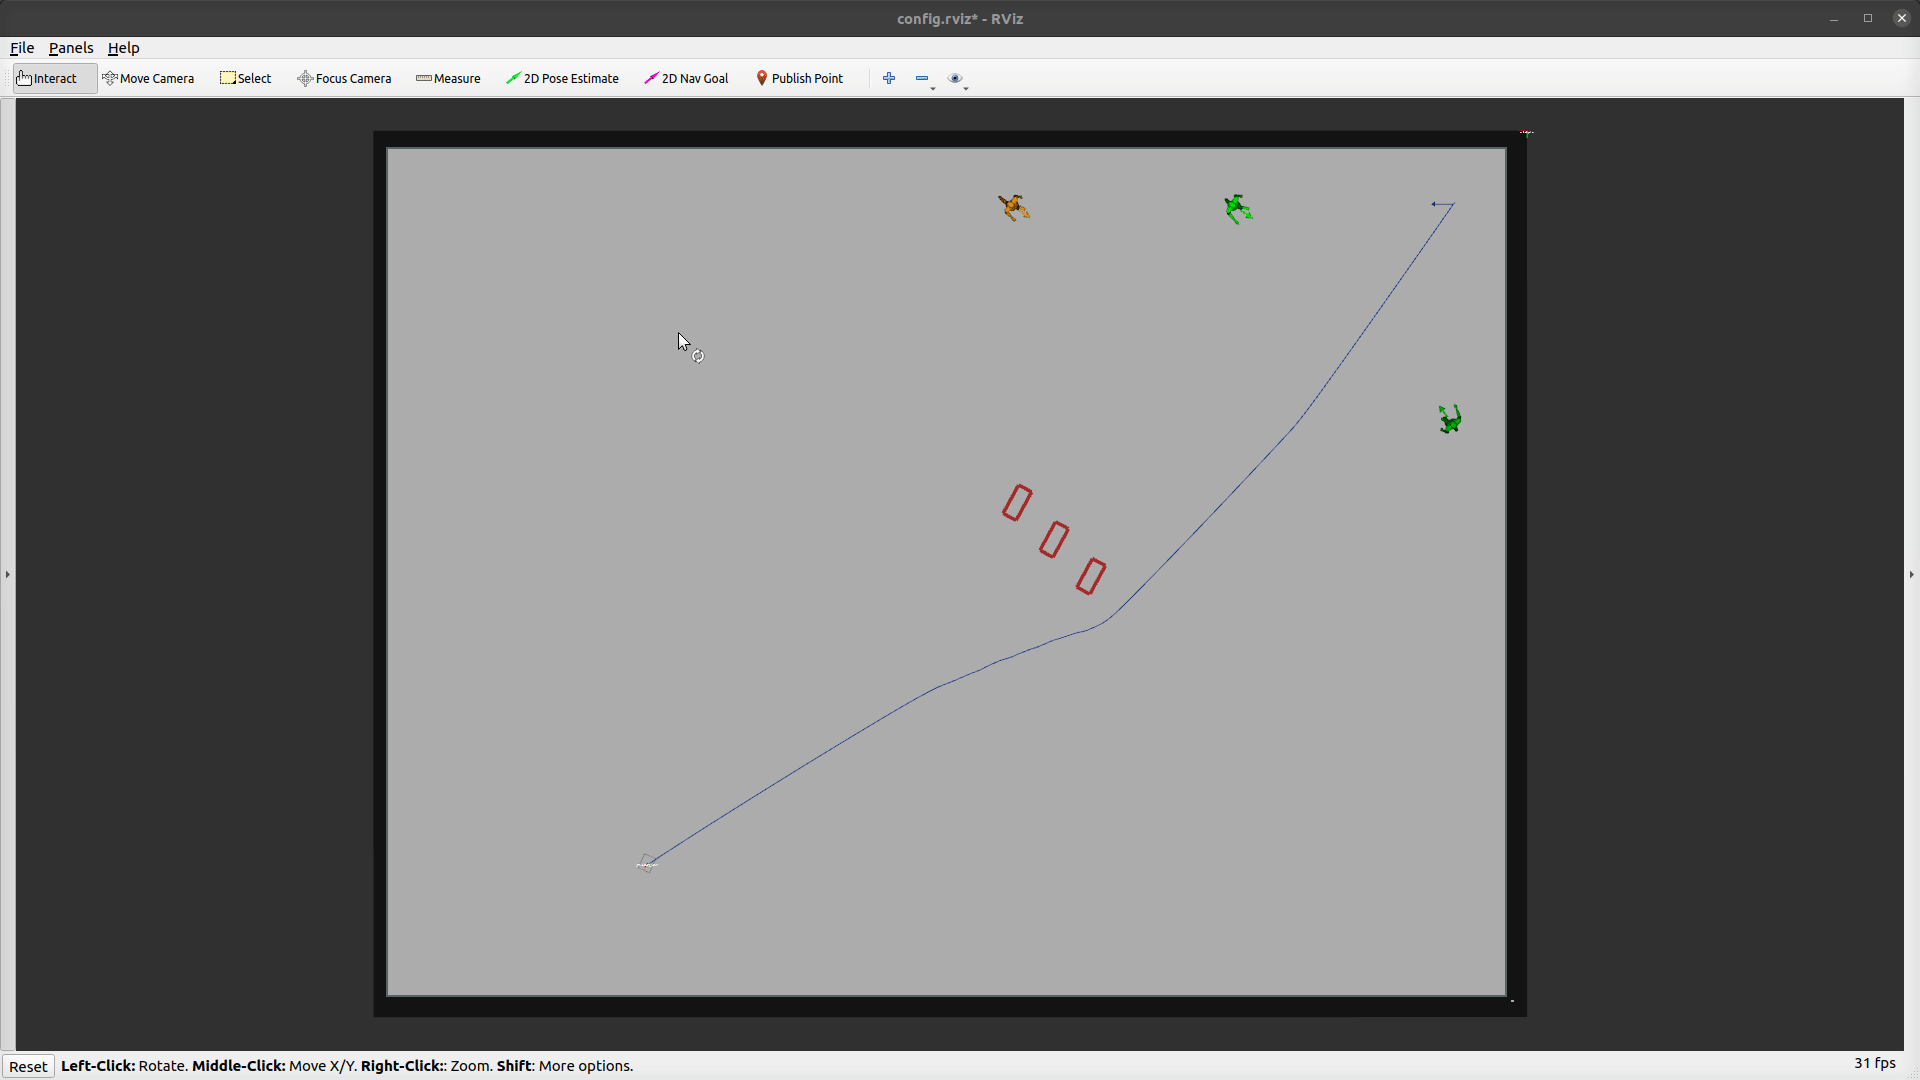 config.rviz* - RViz
File Panels Help
Interact Move Camera Select Focus Camera Measure 2D Pose Estimate 2D Nav Goal Publish Point
Reset Left-Click: Rotate. Middle-Click: Move X/Y. Right-Click:: Zoom. Shift: More options. 31 fps